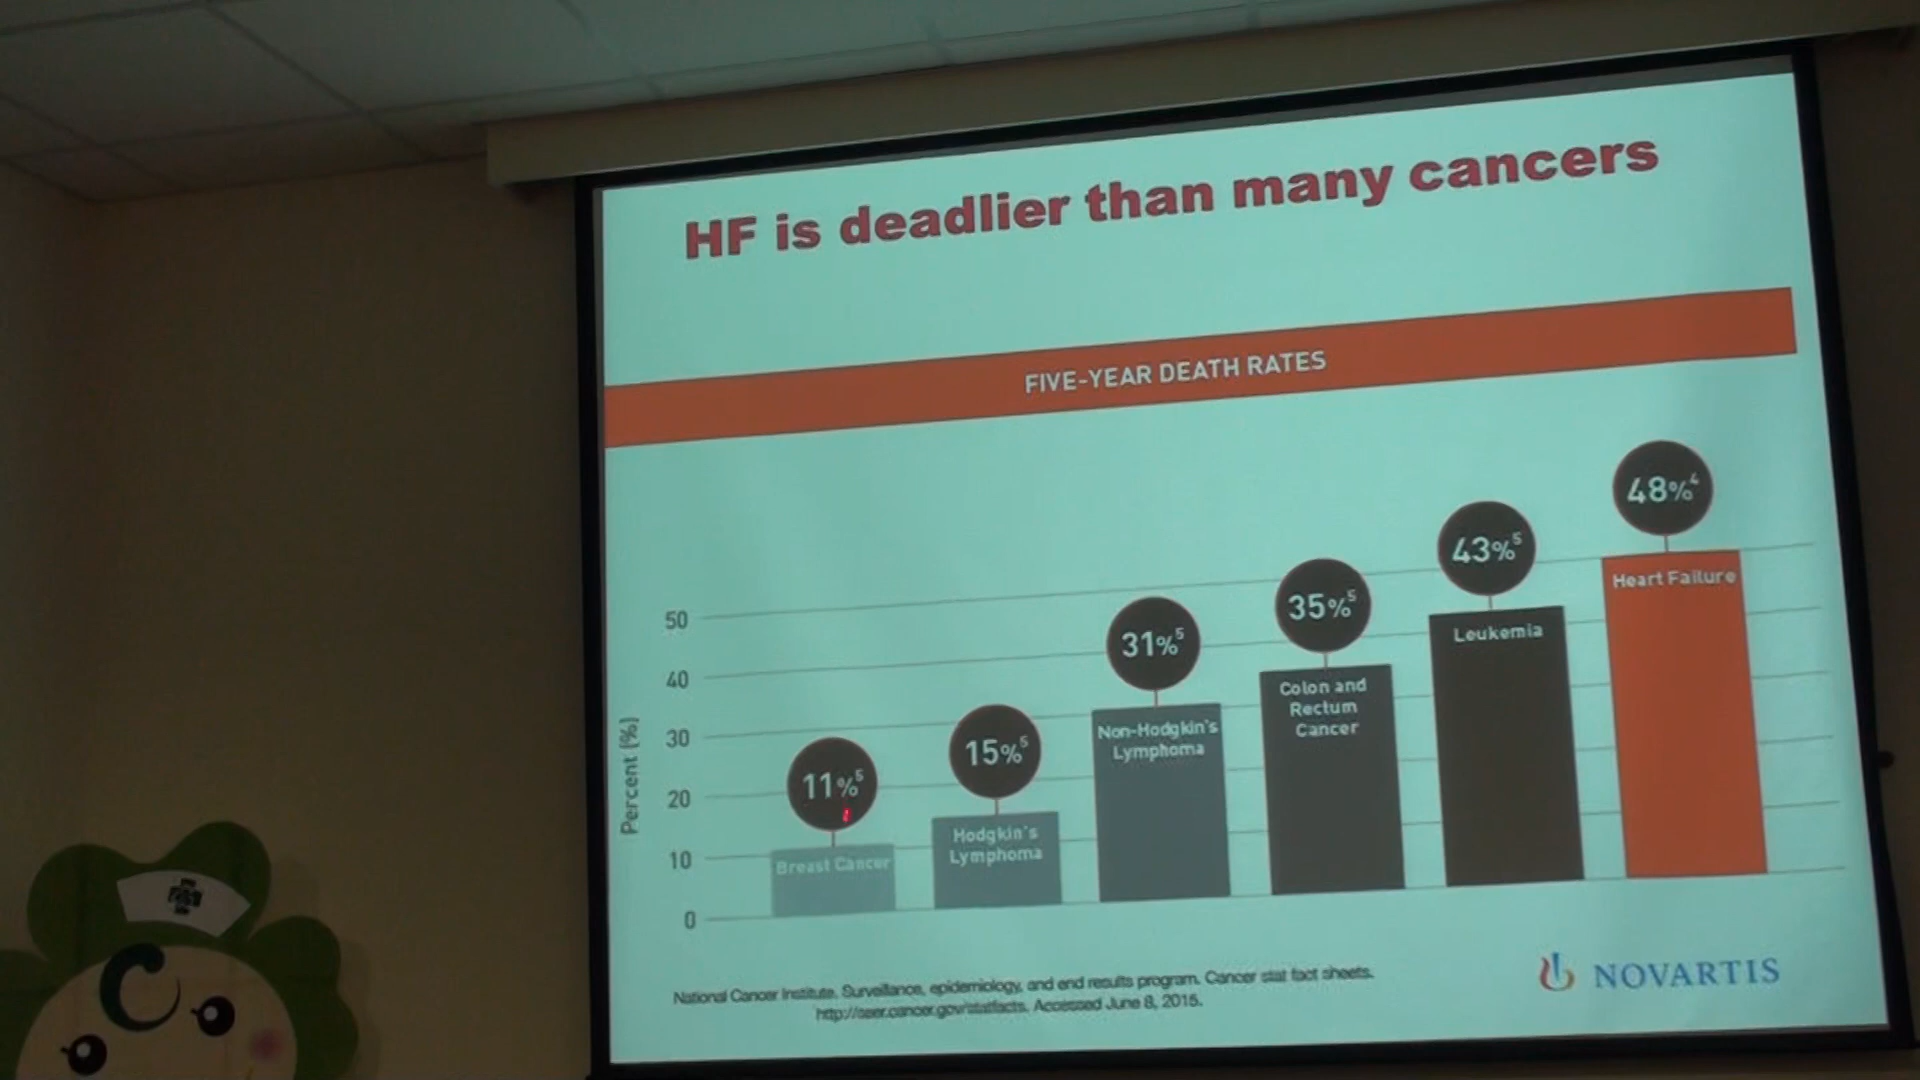 HF is deadlier than many cancers
FIVE-YEAR DEATH RATES
Percent (%)
50
40
30
20
10
0
11%5
Breast Cancer
15%5
Hodgkin's
Lymphoma
31%5
Non-Hodgkin's
Lymphoma
35%5
Colon and
Rectum
Cancer
43%5
Leukemia
48%4
Heart Failure
National Cancer Institute. Surveillance, epidemiology, and end results program. Cancer stat fact sheets.
http://seer.cancer.gov/statfacts. Accessed June 8, 2015.
NOVARTIS
C